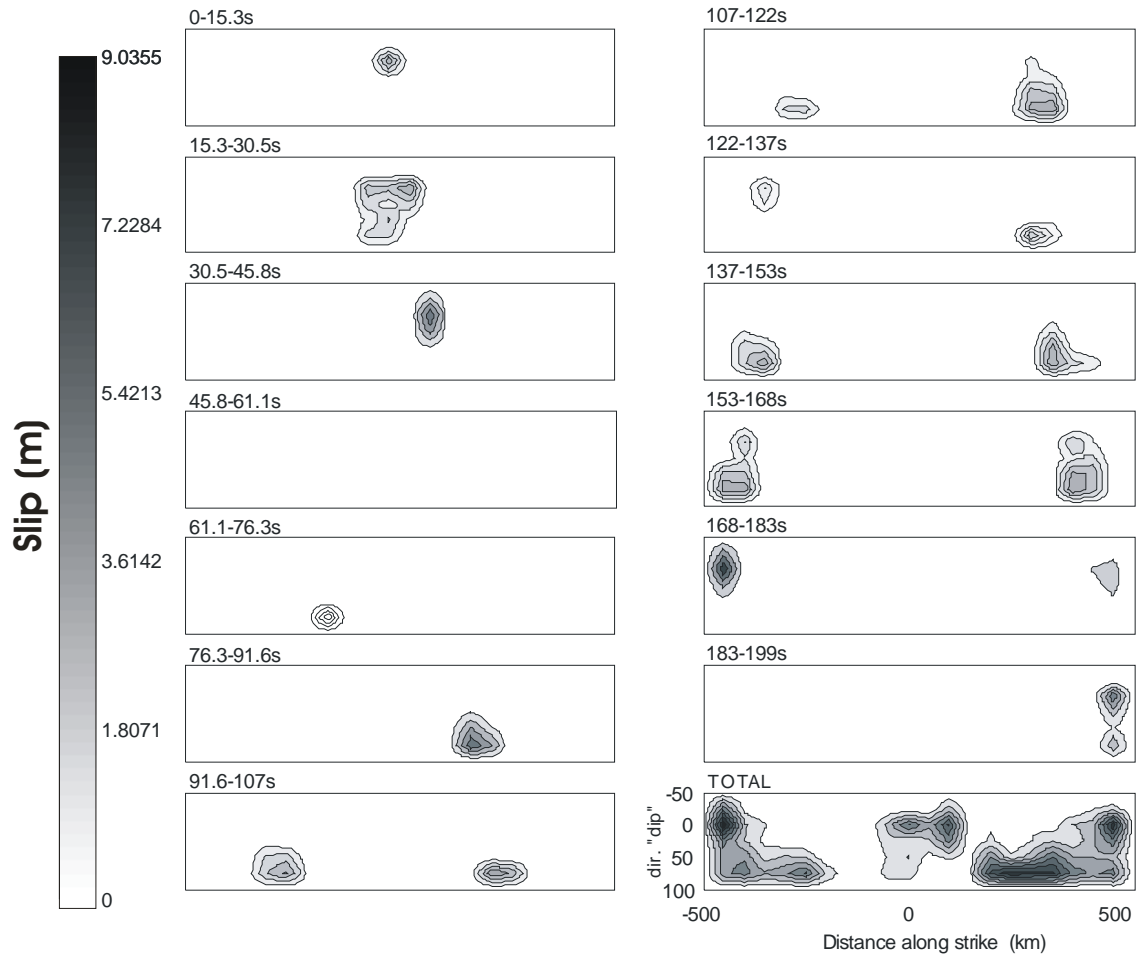 Slip (m)
9.0355
7.2284
5.4213
3.6142
1.8071
0
0-15.3s
15.3-30.5s
30.5-45.8s
45.8-61.1s
61.1-76.3s
76.3-91.6s
91.6-107s
107-122s
122-137s
137-153s
153-168s
168-183s
183-199s
TOTAL
dir. "dip"
-50
0
50
100
-500 0 500
Distance along strike (km)